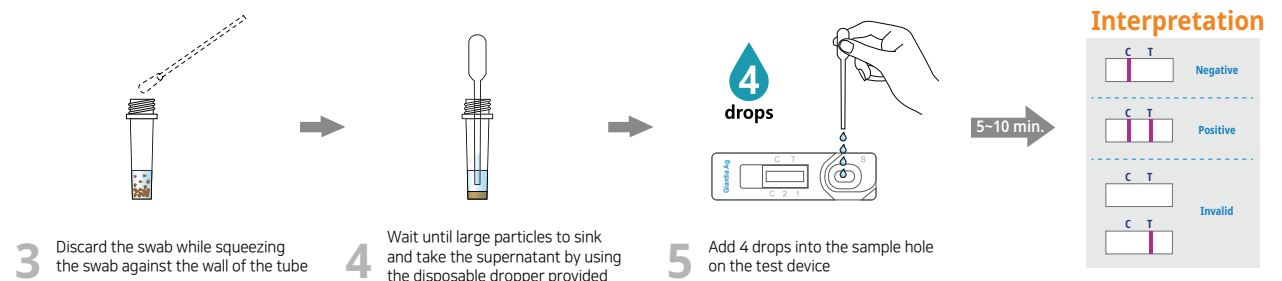 3 Discard the swab while squeezing
the swab against the wall of the tube
4 Wait until large particles to sink
and take the supernatant by using
the disposable dropper provided
4
drops
Giardia Ag
C T
S
C 2 1
5 Add 4 drops into the sample hole
on the test device
5~10 min.
Interpretation
C T
Negative
C T
Positive
C T
Invalid
C T